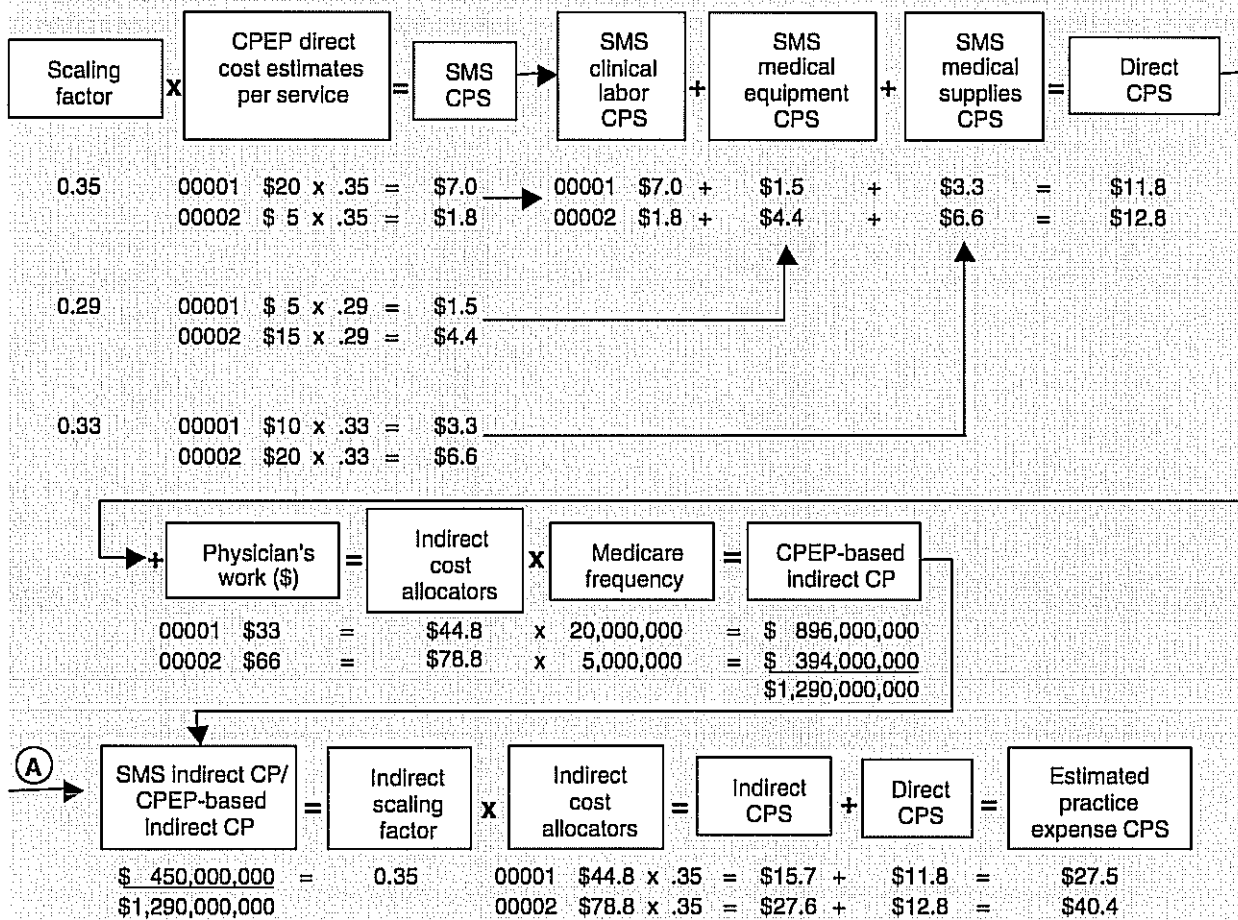 Scaling factor x CPEP direct cost estimates per service = SMS CPS SMS clinical labor CPS + SMS medical equipment CPS + SMS medical supplies CPS = Direct CPS
0.35 00001 $20 x .35 = $7.0 00001 $7.0 + $1.5 + $3.3 = $11.8
00002 $ 5 x .35 = $1.8 00002 $1.8 + $4.4 + $6.6 = $12.8
0.29 00001 $ 5 x .29 = $1.5
00002 $15 x .29 = $4.4
0.33 00001 $10 x .33 = $3.3
00002 $20 x .33 = $6.6
+ Physician's work ($) = Indirect cost allocators x Medicare frequency = CPEP-based indirect CP
00001 $33 = $44.8 x 20,000,000 = $ 896,000,000
00002 $66 = $78.8 x 5,000,000 = $ 394,000,000
$1,290,000,000
A SMS indirect CP/ CPEP-based indirect CP = Indirect scaling factor x Indirect cost allocators = Indirect CPS + Direct CPS = Estimated practice expense CPS
$ 450,000,000 = 0.35 00001 $44.8 x .35 = $15.7 + $11.8 = $27.5
$1,290,000,000 00002 $78.8 x .35 = $27.6 + $12.8 = $40.4